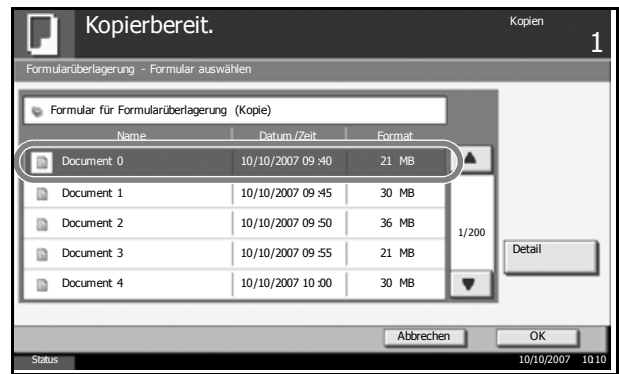 Kopierbereit.
Kopien
1
Formularüberlagerung - Formular auswählen
Formular für Formularüberlagerung (Kopie)
Name Datum /Zeit Format
Document 0 10/10/2007 09 :40 21 MB
Document 1 10/10/2007 09 :45 30 MB
Document 2 10/10/2007 09 :50 36 MB
Document 3 10/10/2007 09 :55 21 MB
Document 4 10/10/2007 10 :00 30 MB
1/200
Detail
Abbrechen OK
Status 10/10/2007 10:10